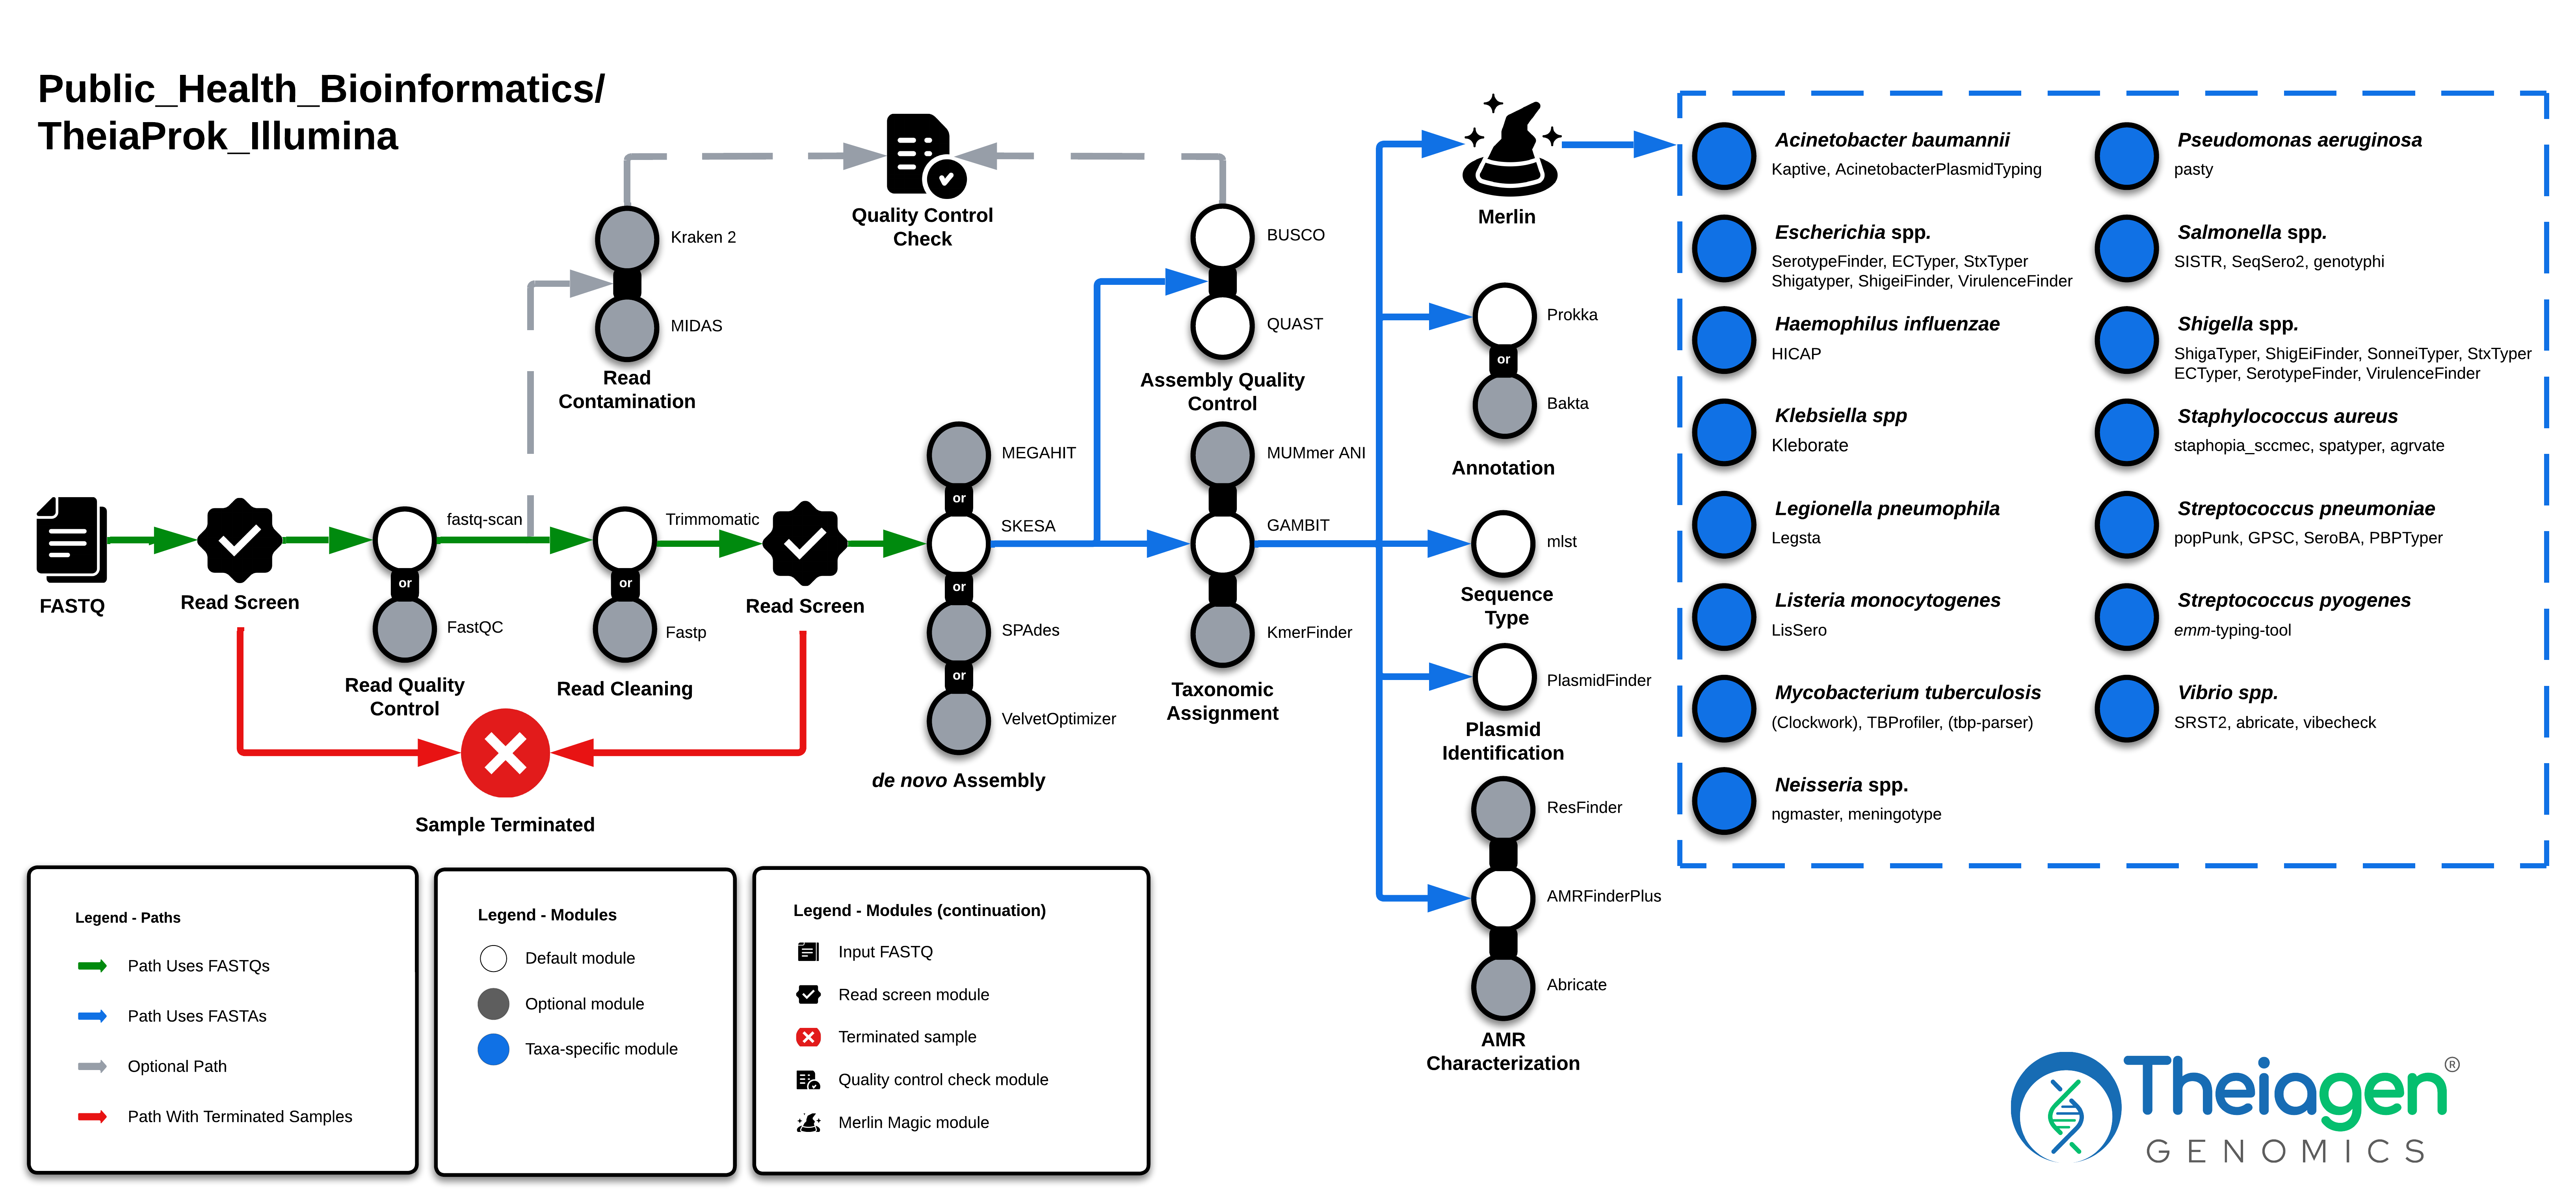 Public_Health_Bioinformatics/
TheiaProk_Illumina
FASTQ
Read Screen
fastq-scan
or
FastQC
Read Quality
Control
Kraken 2
MIDAS
Read
Contamination
Trimmomatic
or
Fastp
Read Cleaning
Read Screen
Sample Terminated
Quality Control
Check
MEGAHIT
or
SKESA
or
SPAdes
or
VelvetOptimizer
de novo Assembly
BUSCO
QUAST
Assembly Quality
Control
MUMmer ANI
GAMBIT
KmerFinder
Taxonomic
Assignment
Merlin
Prokka
or
Bakta
Annotation
mlst
Sequence
Type
PlasmidFinder
Plasmid
Identification
ResFinder
AMRFinderPlus
Abricate
AMR
Characterization
Acinetobacter baumannii
Kaptive, AcinetobacterPlasmidTyping
Escherichia spp.
SerotypeFinder, ECTyper, StxTyper
Shigatyper, ShigeiFinder, VirulenceFinder
Haemophilus influenzae
HICAP
Klebsiella spp
Kleborate
Legionella pneumophila
Legsta
Listeria monocytogenes
LisSero
Mycobacterium tuberculosis
(Clockwork), TBProfiler, (tbp-parser)
Neisseria spp.
ngmaster, meningotype
Pseudomonas aeruginosa
pasty
Salmonella spp.
SISTR, SeqSero2, genotyphi
Shigella spp.
ShigaTyper, ShigEiFinder, SonneiTyper, StxTyper
ECTyper, SerotypeFinder, VirulenceFinder
Staphylococcus aureus
staphopia_sccmec, spatyper, agrvate
Streptococcus pneumoniae
popPunk, GPSC, SeroBA, PBPTyper
Streptococcus pyogenes
emm-typing-tool
Vibrio spp.
SRST2, abricate, vibecheck
Legend - Paths
Path Uses FASTQs
Path Uses FASTAs
Optional Path
Path With Terminated Samples
Legend - Modules
Default module
Optional module
Taxa-specific module
Legend - Modules (continuation)
Input FASTQ
Read screen module
Terminated sample
Quality control check module
Merlin Magic module
Theiagen®
GENOMICS